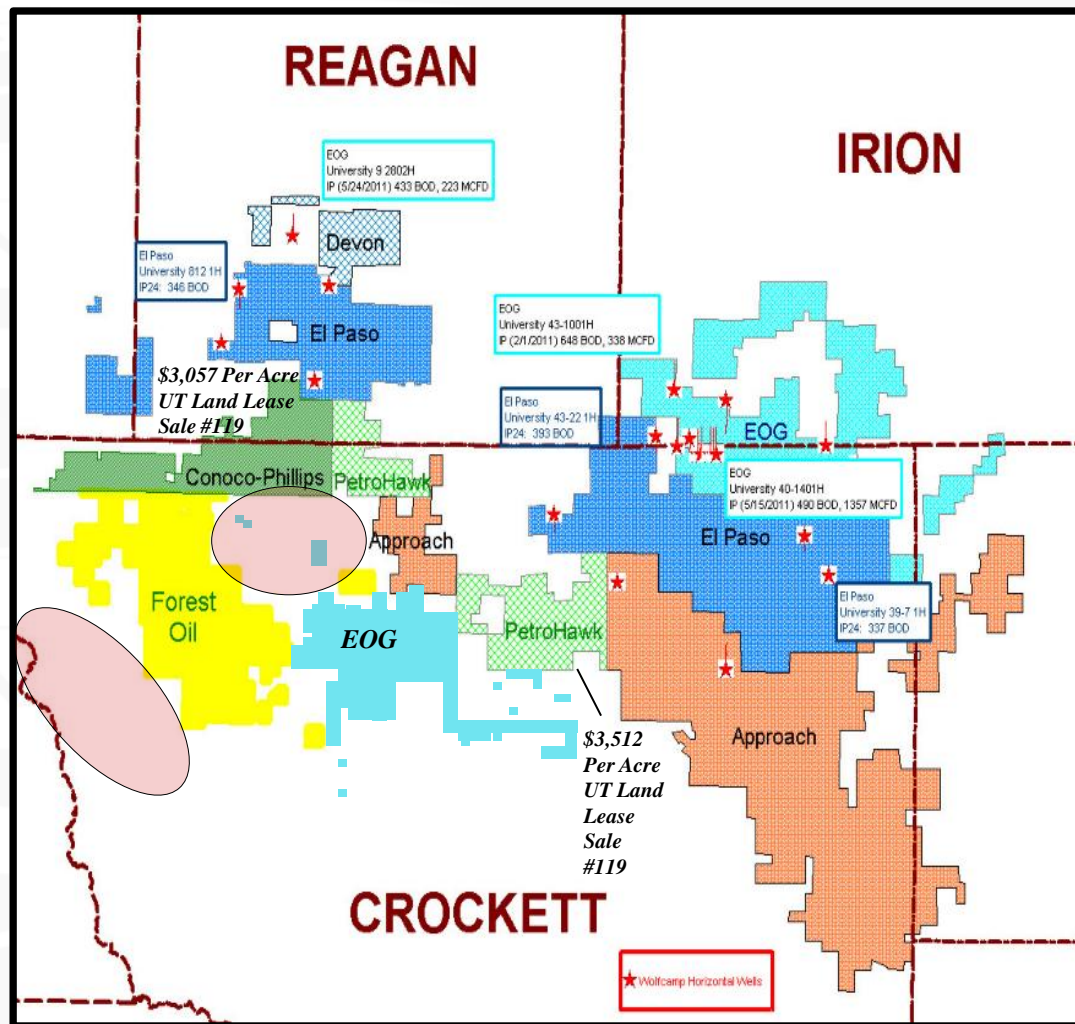 REAGAN
IRION
EOG
University 9 2802H
IP (5/24/2011) 433 BOD, 223 MCFD
Devon
El Paso
University 812 1H
IP24: 346 BOD
El Paso
EOG
University 43-1001H
IP (2/1/2011) 648 BOD, 338 MCFD
$3,057 Per Acre
UT Land Lease
Sale #119
El Paso
University 43-22 1H
IP24: 393 BOD
EOG
Conoco-Phillips
PetroHawk
EOG
University 40-1401H
IP (5/15/2011) 490 BOD, 1357 MCFD
Approach
El Paso
Forest
Oil
EOG
PetroHawk
El Paso
University 39-7 1H
IP24: 337 BOD
$3,512
Per Acre
UT Land
Lease
Sale
#119
Approach
CROCKETT
Wolfcamp Horizontal Wells